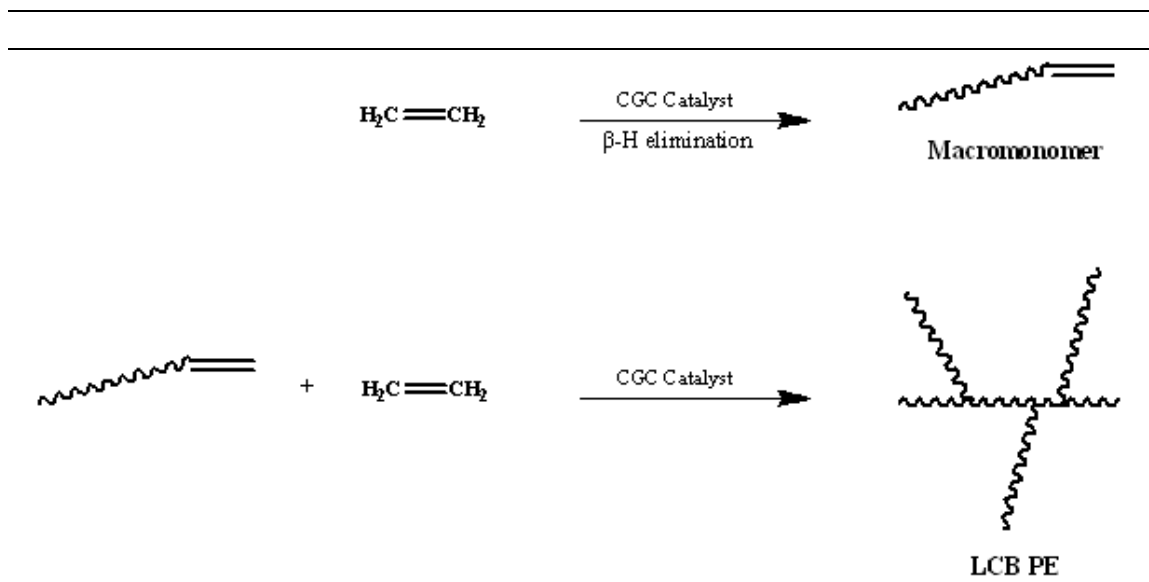 H₂C CH₂
CGC Catalyst
β-H elimination
Macromonomer
+
H₂C CH₂
CGC Catalyst
LCB PE